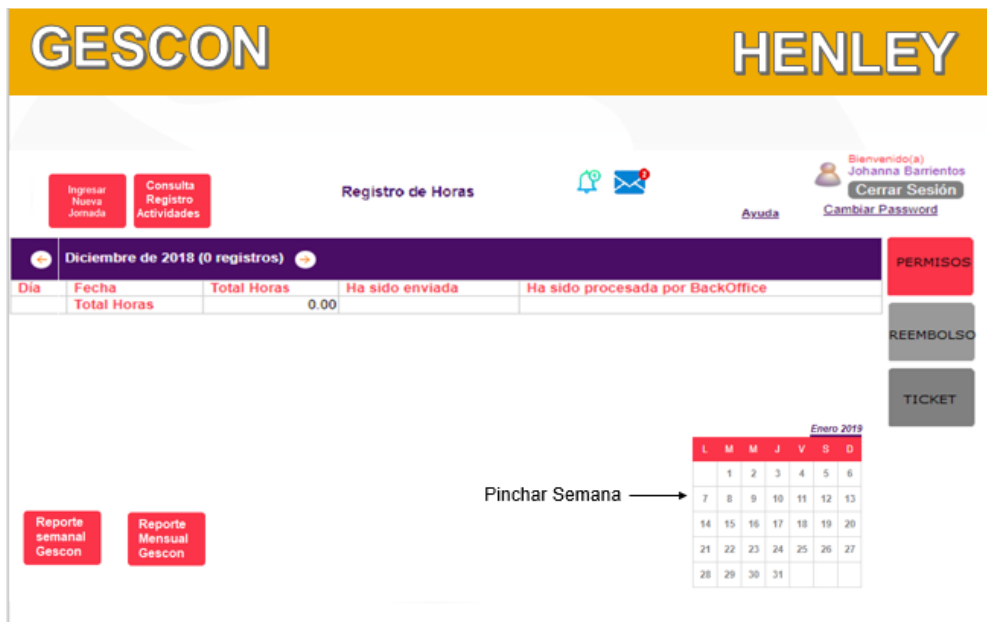 GESCON HENLEY
Bienvenido(a)
Johanna Barrientos
Cerrar Sesión
Cambiar Password
Ingresar
Nueva
Jornada
Consulta
Registro
Actividades
Registro de Horas
2
Ayuda
Diciembre de 2018 (0 registros)
PERMISOS
Día Fecha Total Horas Ha sido enviada Ha sido procesada por BackOffice
Total Horas 0.00
REEMBOLSO
TICKET
Enero 2019
L M M J V S D
1 2 3 4 5 6
Pinchar Semana
7 8 9 10 11 12 13
14 15 16 17 18 19 20
21 22 23 24 25 26 27
28 29 30 31
Reporte
semanal
Gescon
Reporte
Mensual
Gescon